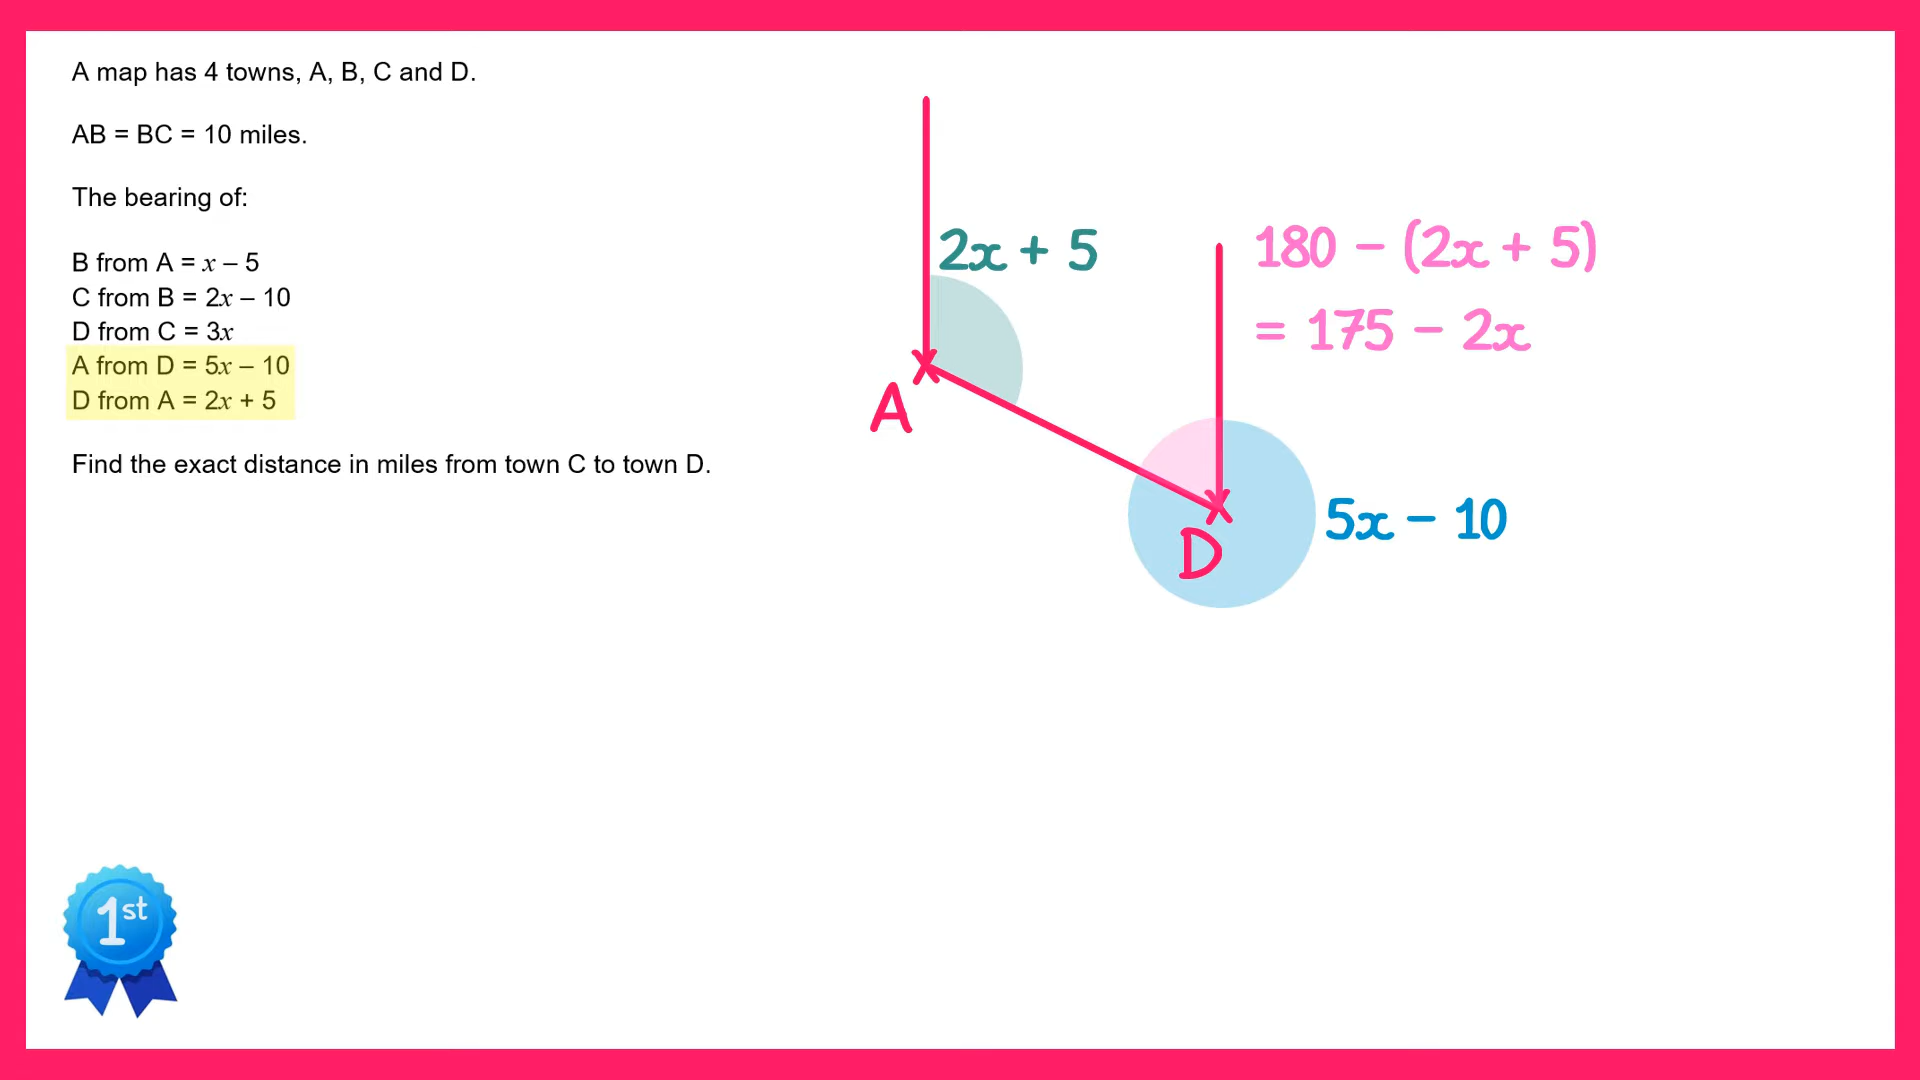 A map has 4 towns, A, B, C and D.
AB = BC = 10 miles.
The bearing of:
B from A = x – 5
C from B = 2x – 10
D from C = 3x
A from D = 5x – 10
D from A = 2x + 5
Find the exact distance in miles from town C to town D.
2x + 5
180 – (2x + 5)
= 175 – 2x
A
5x – 10
D
1st